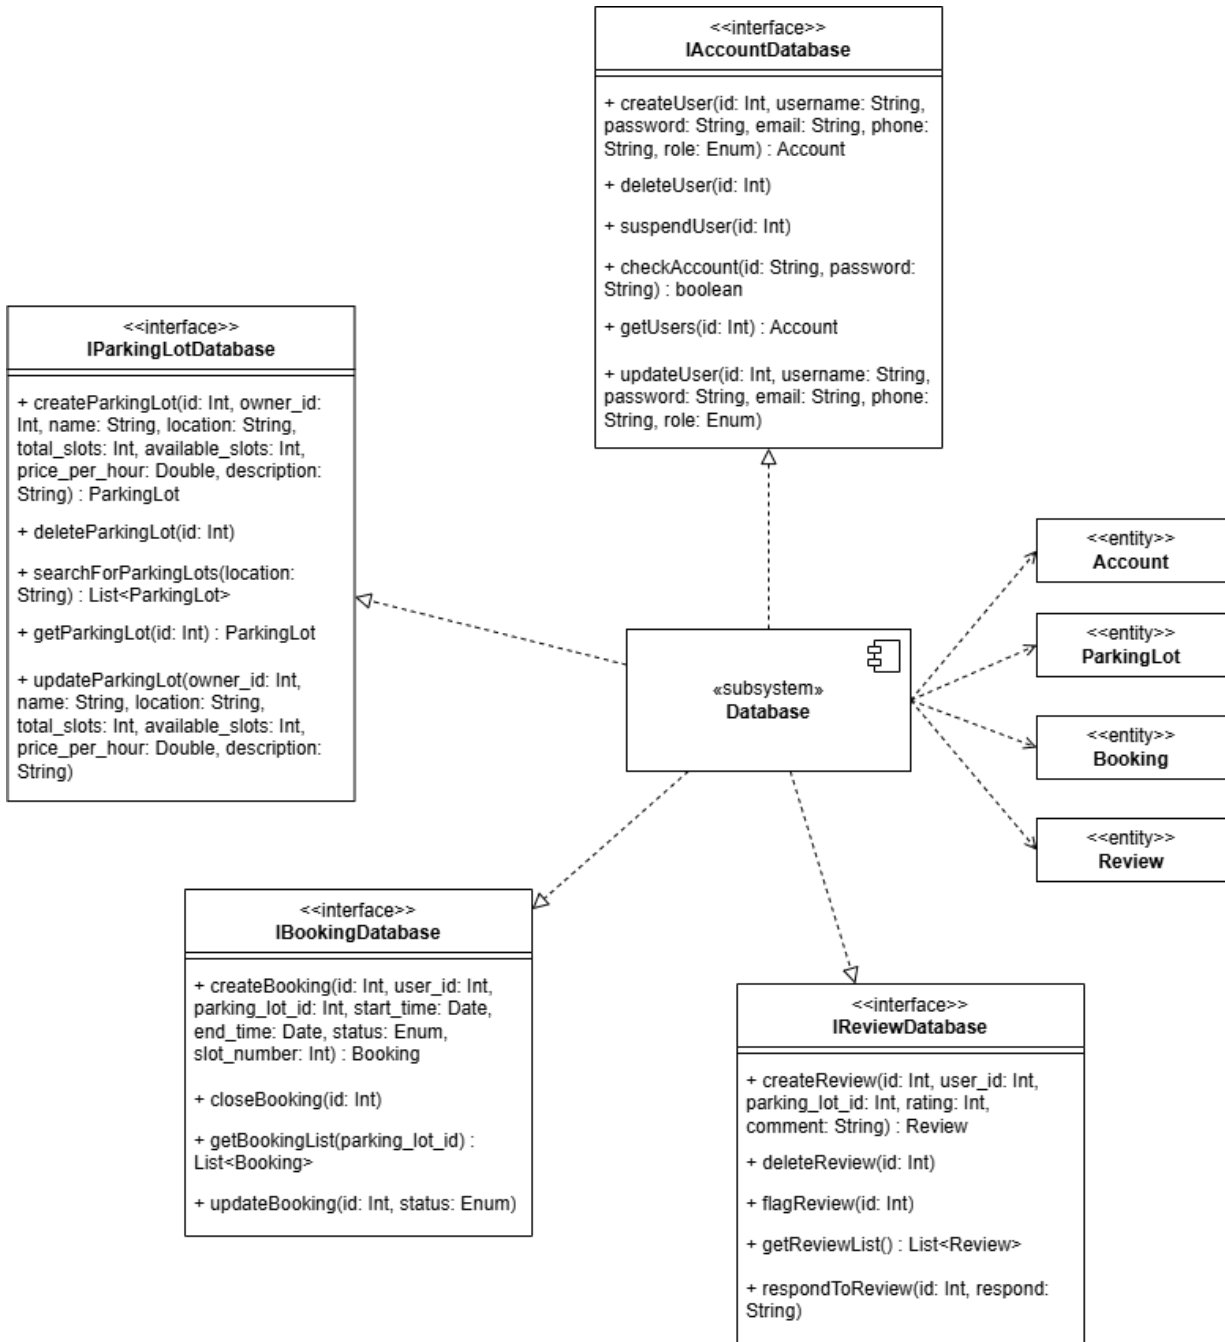 <<interface>>
IAccountDatabase
+ createUser(id: Int, username: String,
password: String, email: String, phone:
String, role: Enum) : Account
+ deleteUser(id: Int)
+ suspendUser(id: Int)
+ checkAccount(id: String, password:
String) : boolean
+ getUsers(id: Int) : Account
+ updateUser(id: Int, username: String,
password: String, email: String, phone:
String, role: Enum)
<<interface>>
IParkingLotDatabase
+ createParkingLot(id: Int, owner_id:
Int, name: String, location: String,
total_slots: Int, available_slots: Int,
price_per_hour: Double, description:
String) : ParkingLot
+ deleteParkingLot(id: Int)
+ searchForParkingLots(location:
String) : List<ParkingLot>
+ getParkingLot(id: Int) : ParkingLot
+ updateParkingLot(owner_id: Int,
name: String, location: String,
total_slots: Int, available_slots: Int,
price_per_hour: Double, description:
String)
«subsystem»
Database
<<entity>>
Account
<<entity>>
ParkingLot
<<entity>>
Booking
<<entity>>
Review
<<interface>>
IBookingDatabase
+ createBooking(id: Int, user_id: Int,
parking_lot_id: Int, start_time: Date,
end_time: Date, status: Enum,
slot_number: Int) : Booking
+ closeBooking(id: Int)
+ getBookingList(parking_lot_id) :
List<Booking>
+ updateBooking(id: Int, status: Enum)
<<interface>>
IReviewDatabase
+ createReview(id: Int, user_id: Int,
parking_lot_id: Int, rating: Int,
comment: String) : Review
+ deleteReview(id: Int)
+ flagReview(id: Int)
+ getReviewList() : List<Review>
+ respondToReview(id: Int, respond:
String)